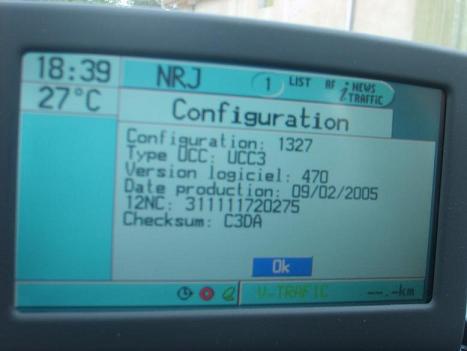 18:39 NRJ 1 LIST AF i NEWS
27°C TRAFFIC
Configuration
Configuration: 1327
Type UCC: UCC3
Version logiciel: 470
Date production: 09/02/2005
12NC: 311111720275
Checksum: C3DA
Ok
V-TRAFIC --.-km